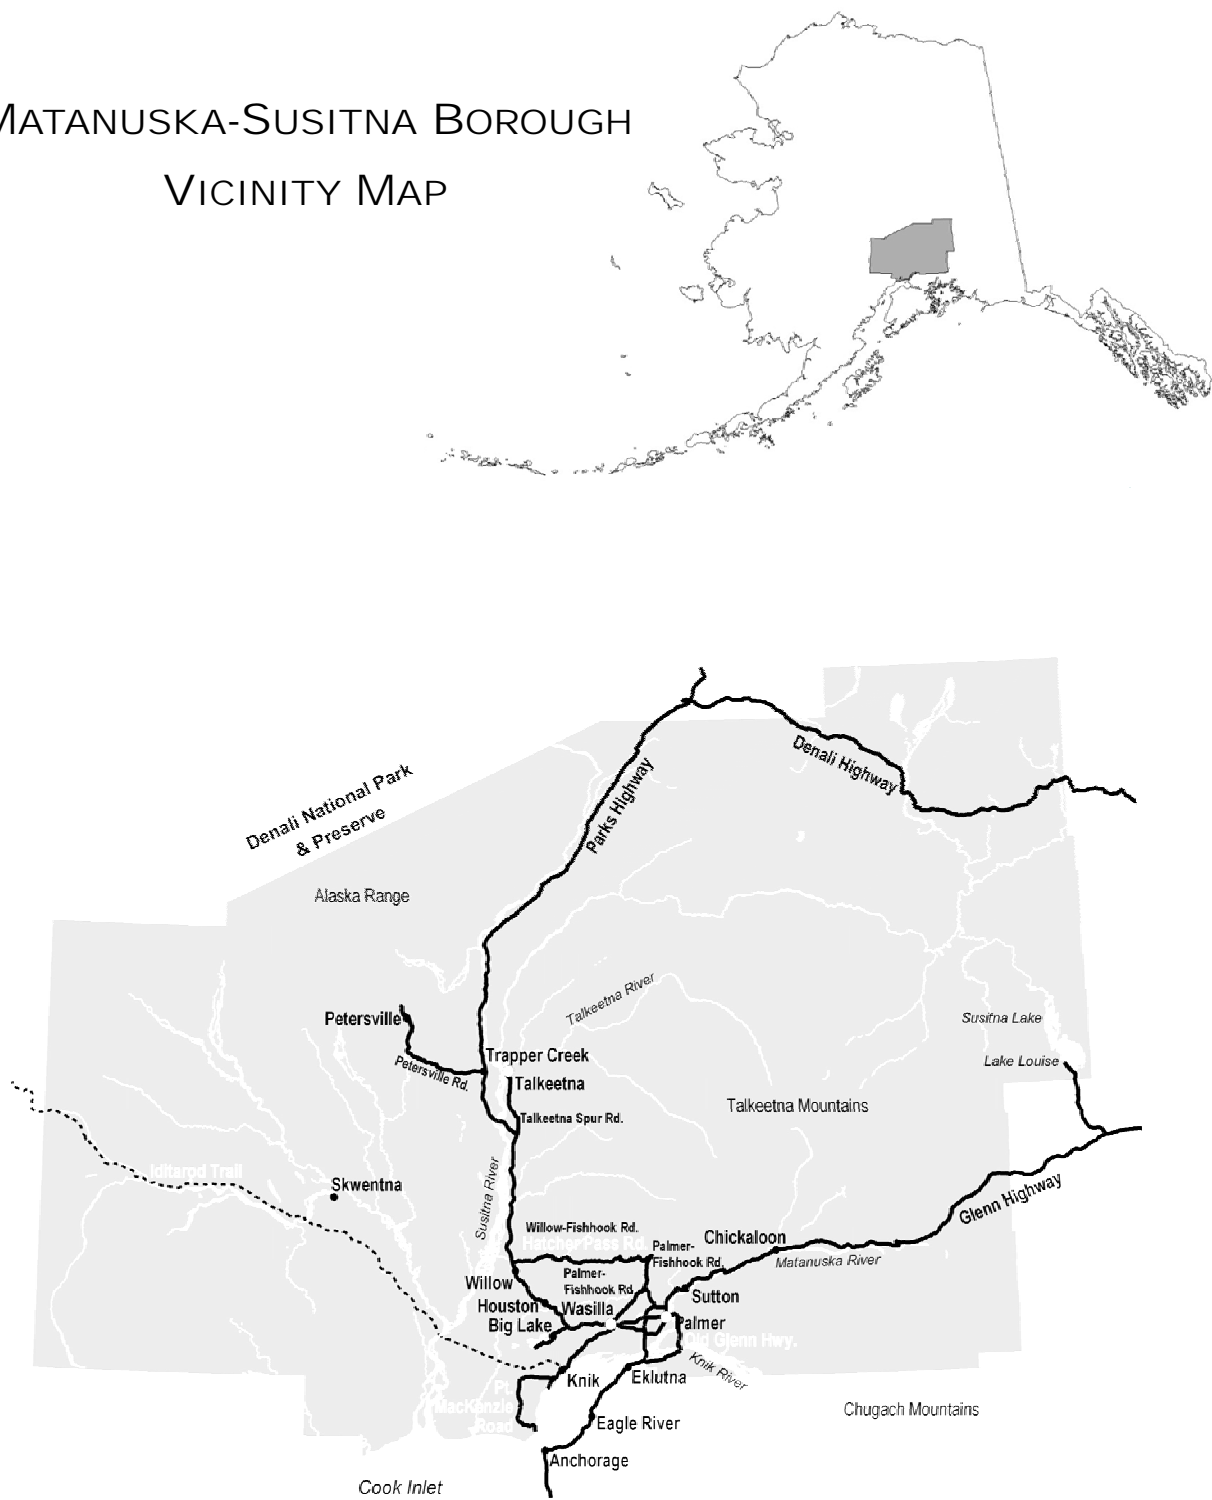 MATANUSKA-SUSITNA BOROUGH
VICINITY MAP
Denali Highway
Parks Highway
Denali National Park
& Preserve
Alaska Range
Talkeetna River
Petersville
Susitna Lake
Trapper Creek
Lake Louise
Petersville Rd.
Talkeetna
Talkeetna Mountains
Talkeetna Spur Rd.
Iditarod Trail
Skwentna
Susitna River
Glenn Highway
Willow-Fishhook Rd.
Hatcher Pass Rd.
Chickaloon
Palmer-
Fishhook Rd.
Matanuska River
Palmer-
Fishhook Rd.
Willow
Sutton
Houston
Wasilla
Big Lake
Palmer
Old Glenn Hwy.
Knik River
Knik
Eklutna
Pt.
MacKenzie
Road
Chugach Mountains
Eagle River
Anchorage
Cook Inlet